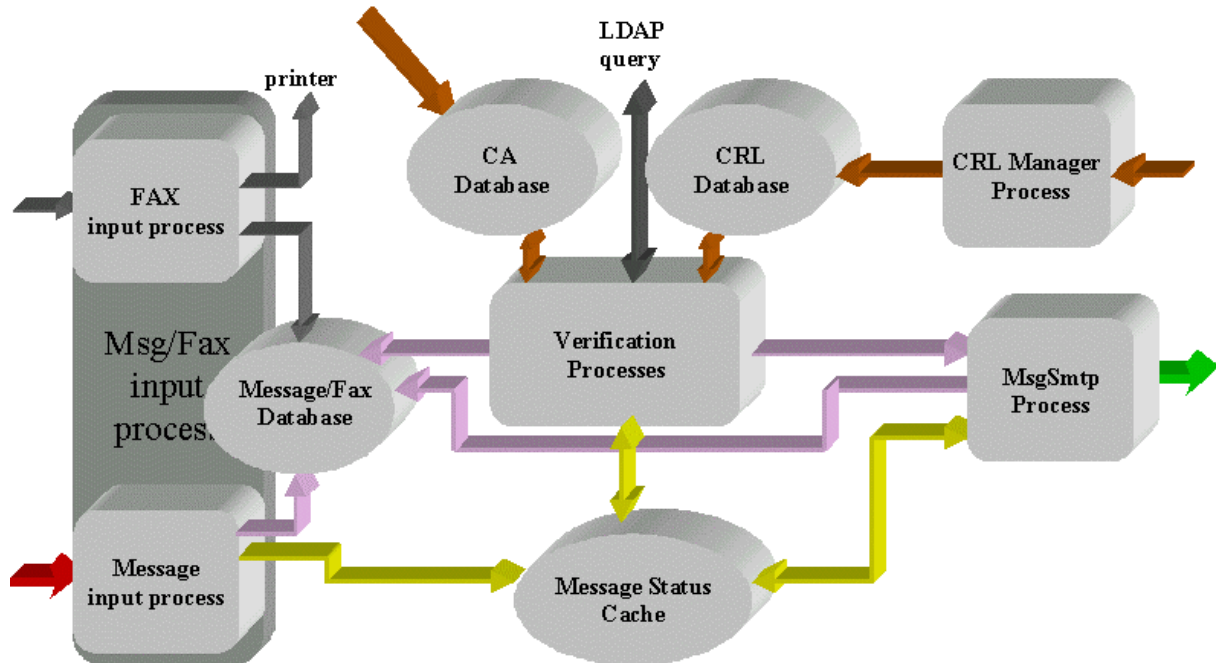 LDAP
query
printer
CA
Database
CRL
Database
CRL Manager
Process
FAX
input process
Msg/Fax
input
process
Message/Fax
Database
Verification
Processes
MsgSmtp
Process
Message
input process
Message Status
Cache